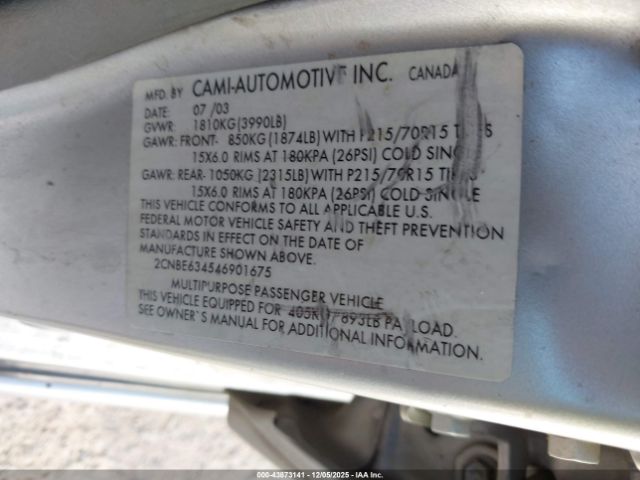 MFD. BY CAMI-AUTOMOTIVE INC. CANADA
DATE: 07 /03
GVWR: 1810KG(3990LB)
GAWR: FRONT- 850KG (1874LB) WITH P215/70R15
15X6.0 RIMS AT 180KPA (26PSI) COLD
GAWR: REAR- 1050KG (2315LB) WITH P215/70R15
15X6.0 RIMS AT 180KPA (26PSI) COLD SINGLE
THIS VEHICLE CONFORMS TO ALL APPLICABLE U.S.
FEDERAL MOTOR VEHICLE SAFETY AND THEFT PREVENTION
STANDARDS IN EFFECT ON THE DATE OF
MANUFACTURE SHOWN ABOVE.
2CNBE634546901675
MULTIPURPOSE PASSENGER VEHICLE
THIS VEHICLE EQUIPPED FOR 405KG/ 893LB PAYLOAD.
SEE OWNER`S MANUAL FOR ADDITIONAL INFORMATION.
000-43873141 - 12/05/2025 - IAA Inc.